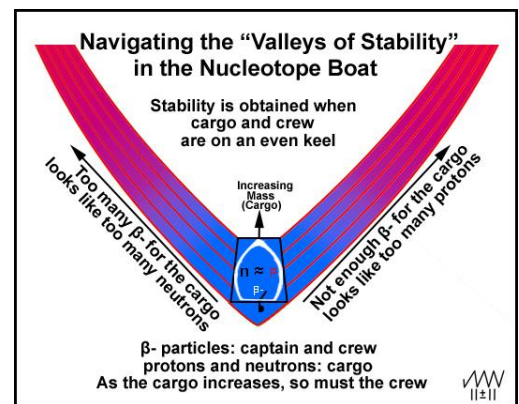 Navigating the “Valleys of Stability”
in the Nucleotope Boat
Stability is obtained when
cargo and crew
are on an even keel
Increasing
Mass
(Cargo)
Too many β- for the cargo
looks like too many neutrons
Not enough β- for the cargo
looks like too many protons
n ≈ p
β-
β- particles: captain and crew
protons and neutrons: cargo
As the cargo increases, so must the crew
||±||